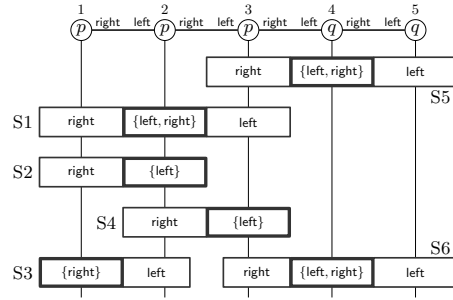 1 2 3 4 5
p right left p right left p right left q right left q
right {left, right} left
S5
S1 right {left, right} left
S2 right {left}
S4 right {left}
S6
S3 {right} left right {left, right} left